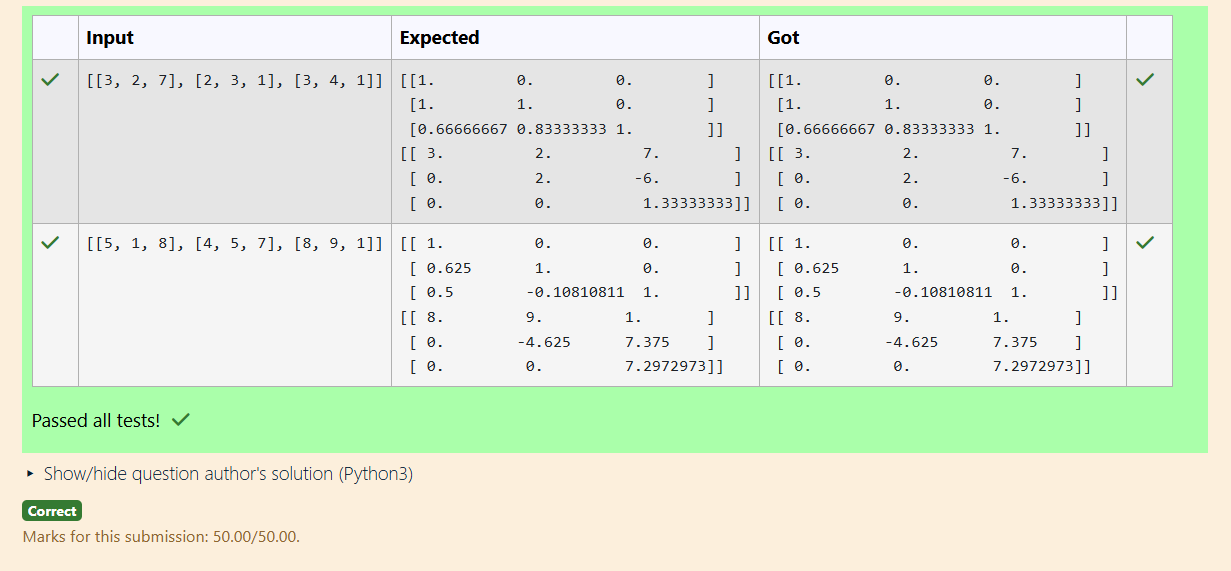 Input Expected Got
[[3, 2, 7], [2, 3, 1], [3, 4, 1]] [[1. 0. 0. ] [[1. 0. 0. ]
[1. 1. 0. ] [1. 1. 0. ]
[0.66666667 0.83333333 1. ]] [0.66666667 0.83333333 1. ]]
[[ 3. 2. 7. ] [[ 3. 2. 7. ]
[ 0. 2. -6. ] [ 0. 2. -6. ]
[ 0. 0. 1.33333333]] [ 0. 0. 1.33333333]]
[[5, 1, 8], [4, 5, 7], [8, 9, 1]] [[ 1. 0. 0. ] [[ 1. 0. 0. ]
[ 0.625 1. 0. ] [ 0.625 1. 0. ]
[ 0.5 -0.10810811 1. ]] [ 0.5 -0.10810811 1. ]]
[[ 8. 9. 1. ] [[ 8. 9. 1. ]
[ 0. -4.625 7.375 ] [ 0. -4.625 7.375 ]
[ 0. 0. 7.2972973]] [ 0. 0. 7.2972973]]
Passed all tests!
Show/hide question author's solution (Python3)
Correct
Marks for this submission: 50.00/50.00.